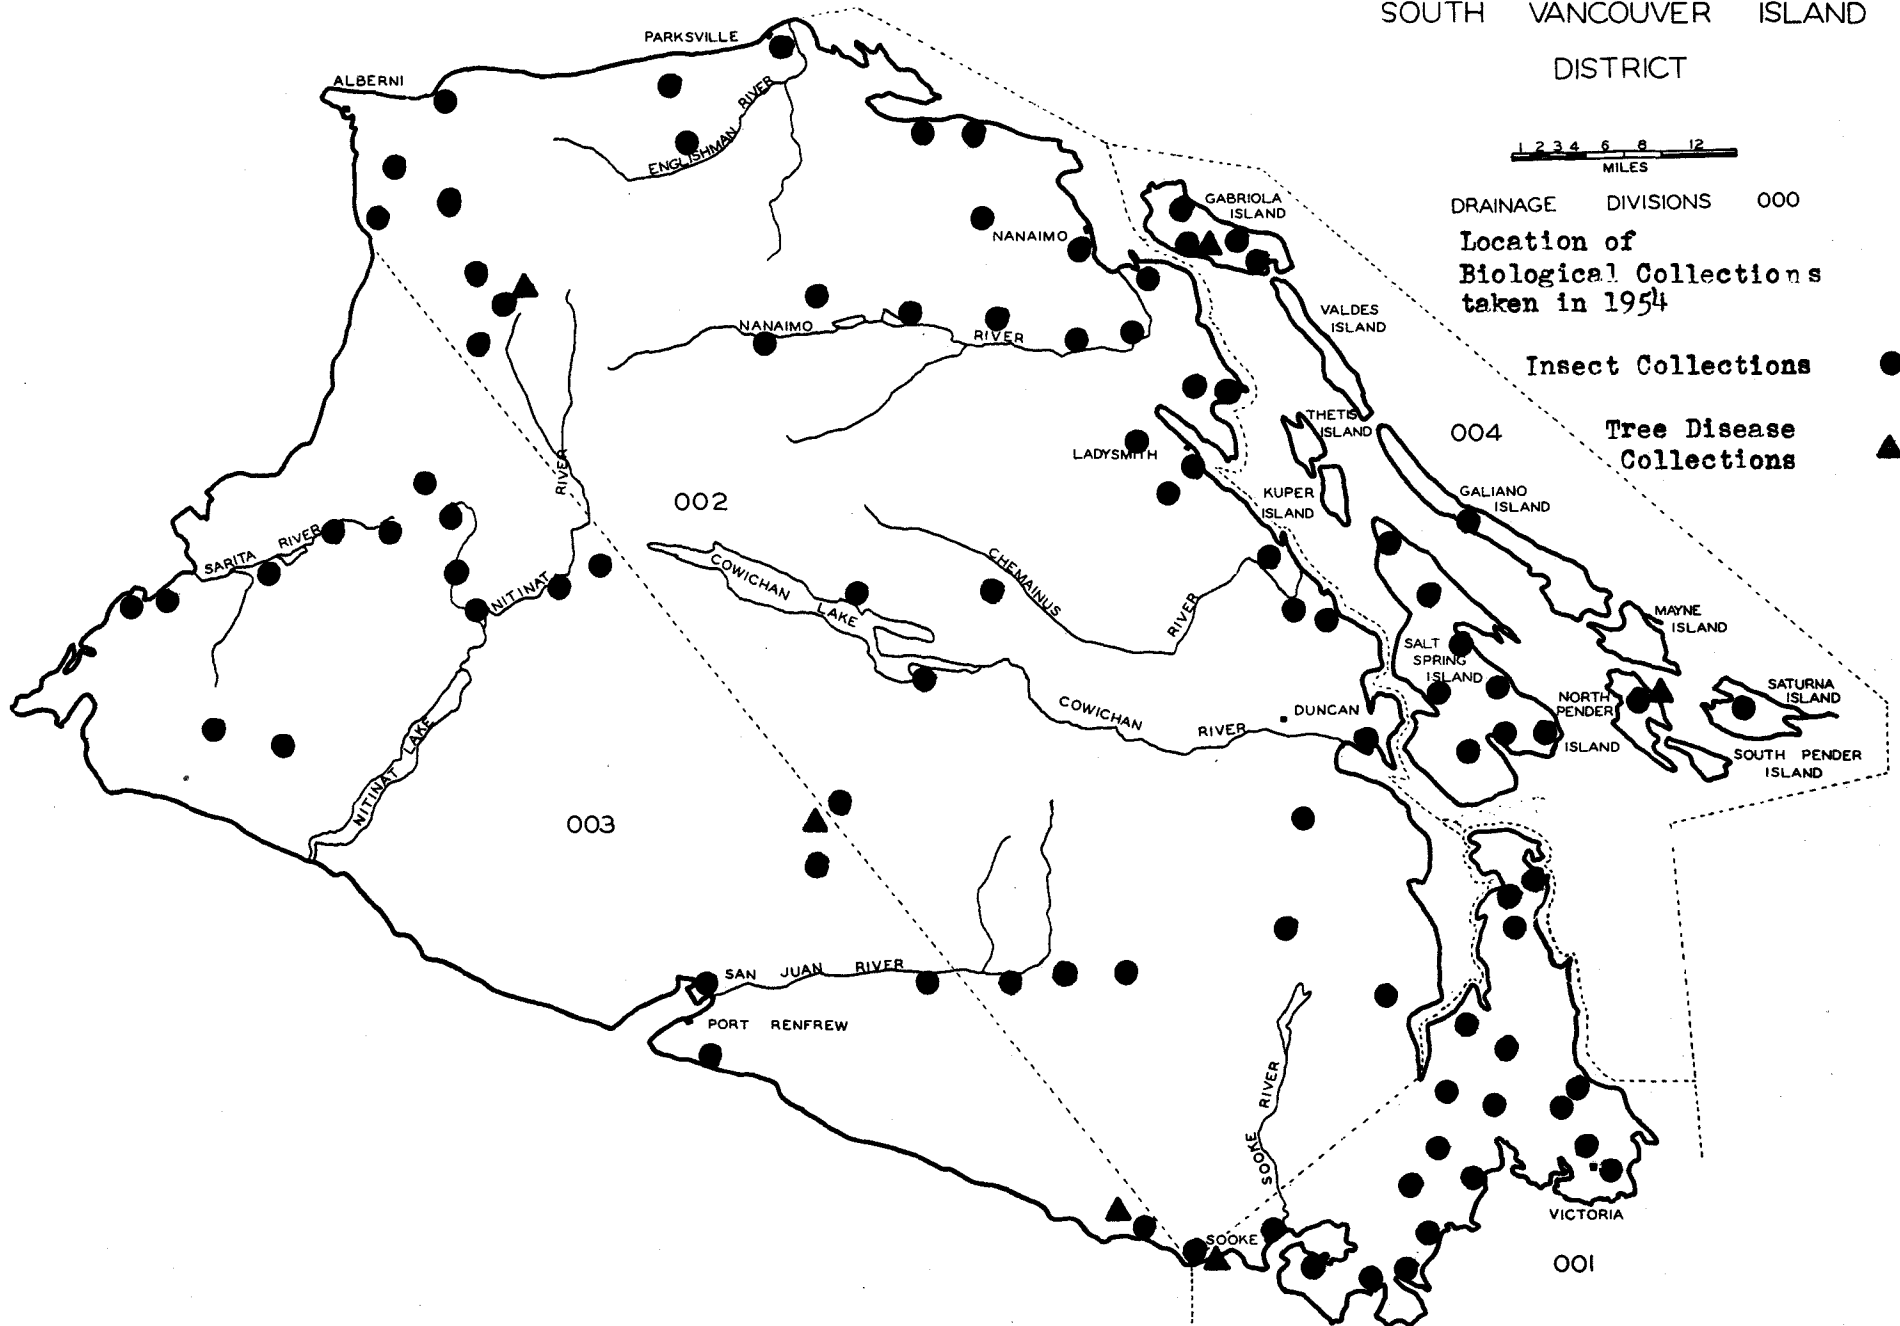 SOUTH VANCOUVER ISLAND
DISTRICT
1 2 3 4 6 8 12
MILES
DRAINAGE DIVISIONS 000
Location of
Biological Collections
taken in 1954
Insect Collections
Tree Disease
Collections
PARKSVILLE
ALBERNI
ENGLISHMAN RIVER
GABRIOLA
ISLAND
NANAIMO
VALDES
ISLAND
NANAIMO RIVER
THETIS
ISLAND
004
LADYSMITH
RIVER
002
KUPER
ISLAND
GALIANO
ISLAND
SARITA RIVER
NITINAT
COWICHAN
LAKE
CHEMAINUS
RIVER
MAYNE
ISLAND
SALT
SPRING
ISLAND
NORTH
PENDER
ISLAND
SATURNA
ISLAND
COWICHAN
RIVER
DUNCAN
SOUTH PENDER
ISLAND
NITINAT LAKE
003
SAN JUAN RIVER
PORT RENFREW
SOOKE RIVER
SOOKE
VICTORIA
001